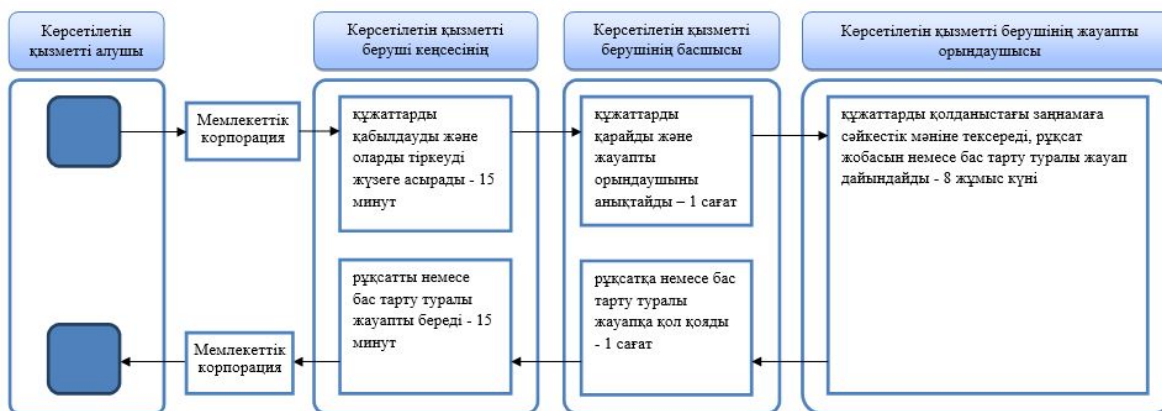 Көрсетілетін
қызметті алушы
Көрсетілетін қызметті
беруші кеңсесінің
Көрсетілетін қызметті
берушінің басшысы
Көрсетілетін қызметті берушінің жауапты
орындаушысы
Мемлекеттік
корпорация
құжаттарды
қабылдауды және
оларды тіркеуді
жүзеге асырады - 15
минут
құжаттарды
қарайды және
жауапты
орындаушыны
анықтайды – 1 сағат
құжаттарды қолданыстағы заңнамаға
сәйкестік мәніне тексереді, рұқсат
жобасын немесе бас тарту туралы жауап
дайындайды - 8 жұмыс күні
Мемлекеттік
корпорация
рұқсатты немесе
бас тарту туралы
жауапты береді - 15
минут
рұқсатқа немесе бас
тарту туралы
жауапқа қол қояды
- 1 сағат